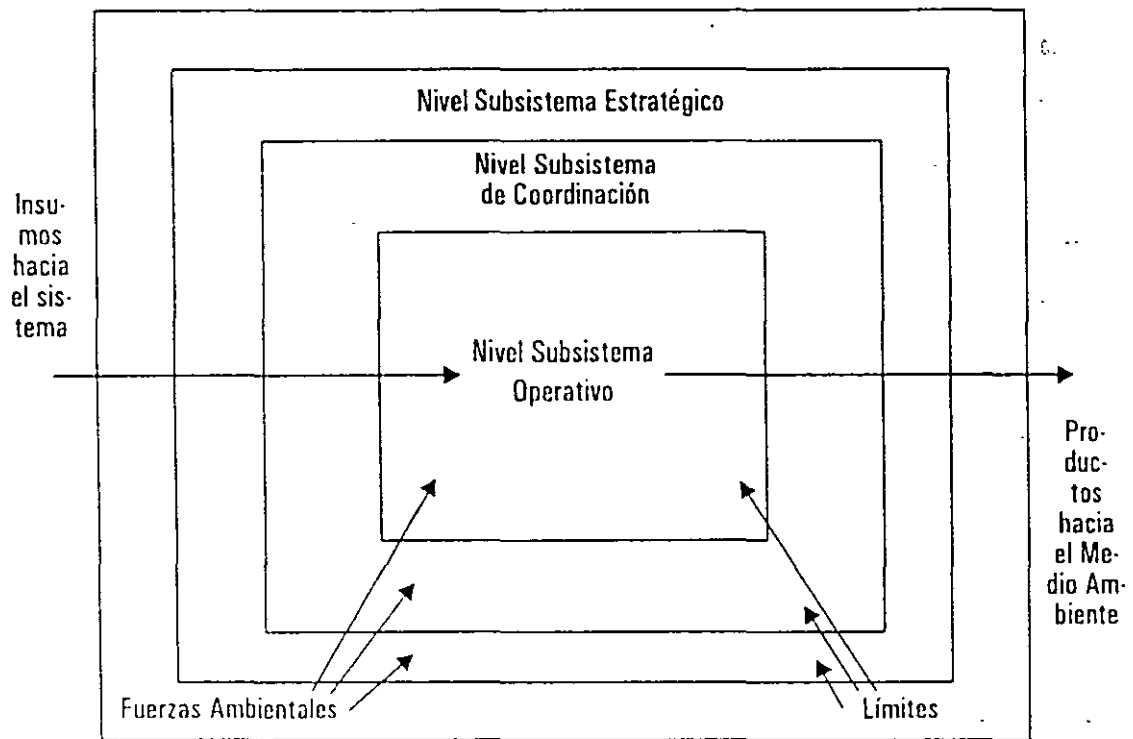 Nivel Subsistema Estratégico
Nivel Subsistema
de Coordinación
Insu-
mos
hacia
el sis-
tema
Nivel Subsistema
Operativo
Pro-
duc-
tos
hacia
el Me-
dio Am-
biente
Fuerzas Ambientales
Límites